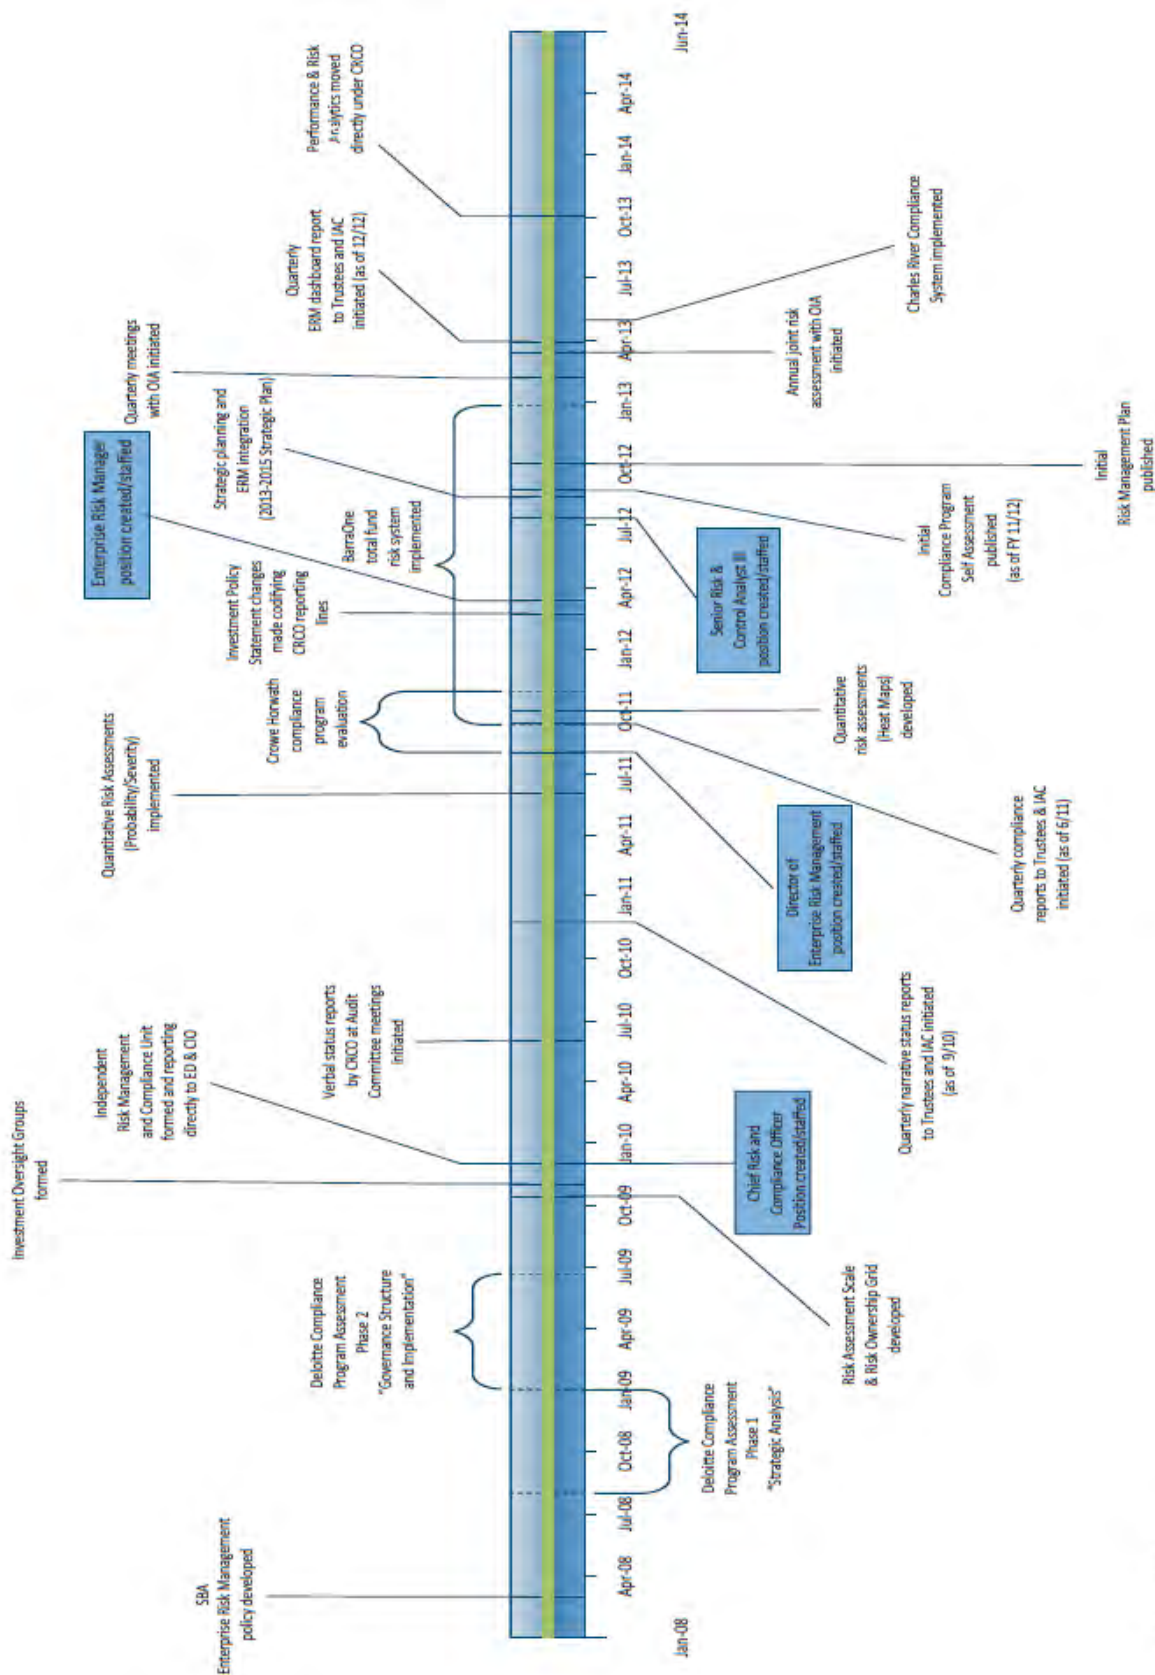 Investment Oversight Groups
formed
SBA
Enterprise Risk Management
policy developed
Deloitte Compliance
Program Assessment
Phase 2
"Governance Structure
and Implementation"
Independent
Risk Management
and Compliance Unit
formed and reporting
directly to ED & CIO
Verbal status reports
by CRCO at Audit
Committee meetings
initiated
Quantitative Risk Assessments
(Probability/Severity)
implemented
Crowe Horwath
compliance
program
evaluation
Investment Policy
Statement changes
made codifying
CRCO reporting
lines
Enterprise Risk Manager
position created/staffed
BarraOne
total fund
risk system
implemented
Strategic planning and
ERM integration
(2013-2015 Strategic Plan)
Quarterly meetings
with OIA initiated
Quarterly
ERM dashboard report
to Trustees and IAC
initiated (as of 12/12)
Performance & Risk
Analytics moved
directly under CRCO
Jan-08
Apr-08
Jul-08
Oct-08
Jan-09
Apr-09
Jul-09
Oct-09
Jan-10
Apr-10
Jul-10
Oct-10
Jan-11
Apr-11
Jul-11
Oct-11
Jan-12
Apr-12
Jul-12
Oct-12
Jan-13
Apr-13
Jul-13
Oct-13
Jan-14
Apr-14
Jun-14
Deloitte Compliance
Program Assessment
Phase 1
"Strategic Analysis"
Risk Assessment Scale
& Risk Ownership Grid
developed
Chief Risk and
Compliance Officer
Position created/staffed
Quarterly narrative status reports
to Trustees and IAC initiated
(as of 9/10)
Director of
Enterprise Risk Management
position created/staffed
Quarterly compliance
reports to Trustees & IAC
initiated (as of 6/11)
Quantitative
risk assessments
(Heat Maps)
developed
Senior Risk &
Control Analyst III
position created/staffed
Initial
Compliance Program
Self Assessment
published
(as of FY 11/12)
Initial
Risk Management Plan
published
Annual joint risk
assessment with OIA
initiated
Charles River Compliance
System implemented